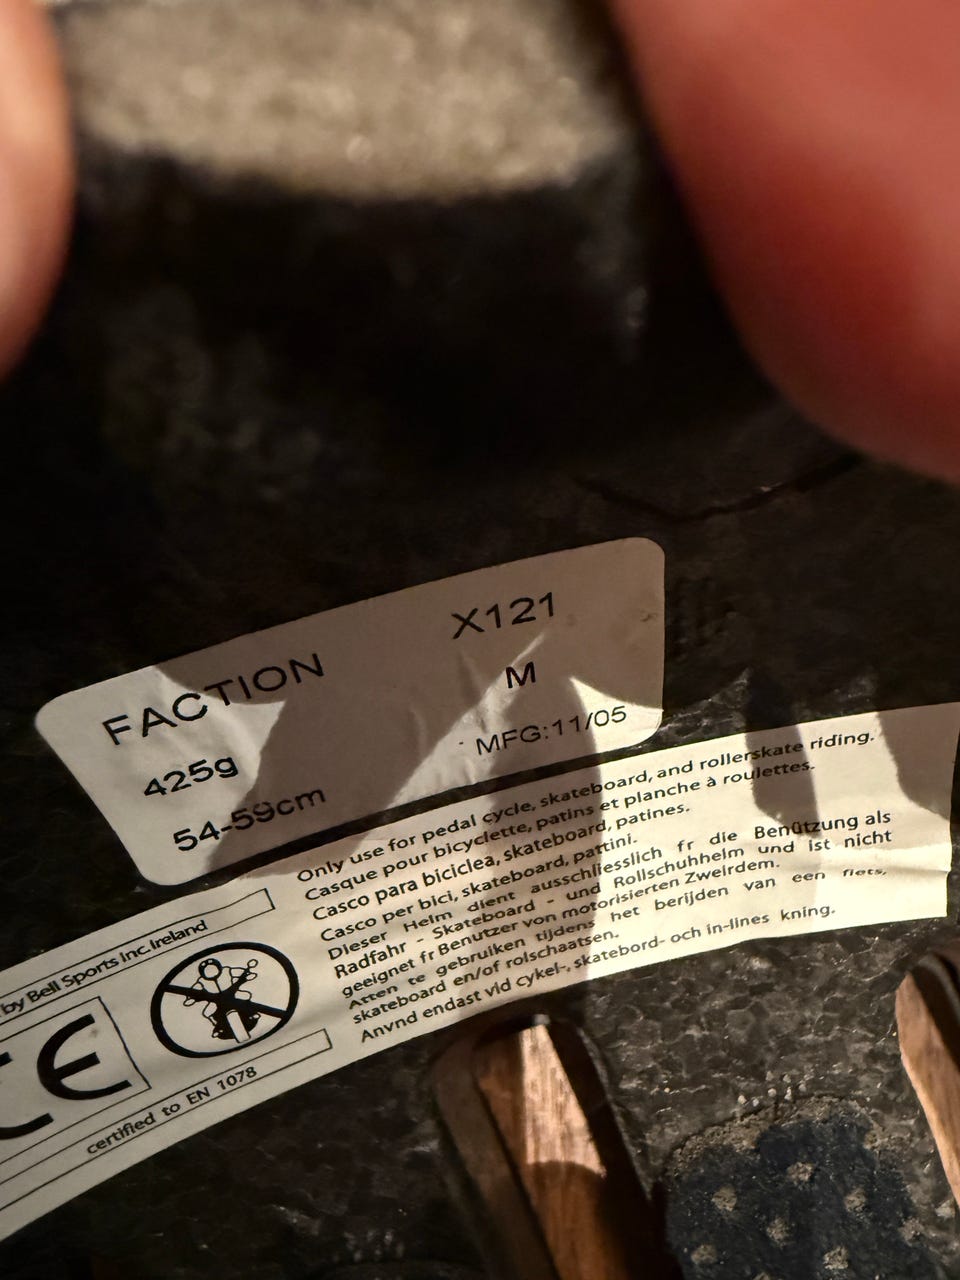 FACTION X121
425g M
54-59cm MFG:11/05
by Bell Sports inc.Ireland
CE
certified to EN 1078
Only use for pedal cycle, skateboard, and rollerskate riding.
Casque pour bicyclette, patins et planche à roulettes.
Casco para biciclea, skateboard, patines.
Casco per bici, skateboard, pattini.
Dieser Helm dient ausschliesslich fr die Benützung als
Radfahr - Skateboard - und Rollschuhhelm und ist nicht
geeignet fr Benutzer von motorisierten Zweirdem.
Atten te gebruiken tijdens het berijden van een fiets,
skateboard en/of rolschaatsen.
Anvnd endast vid cykel-, skatebord- och in-lines kning.